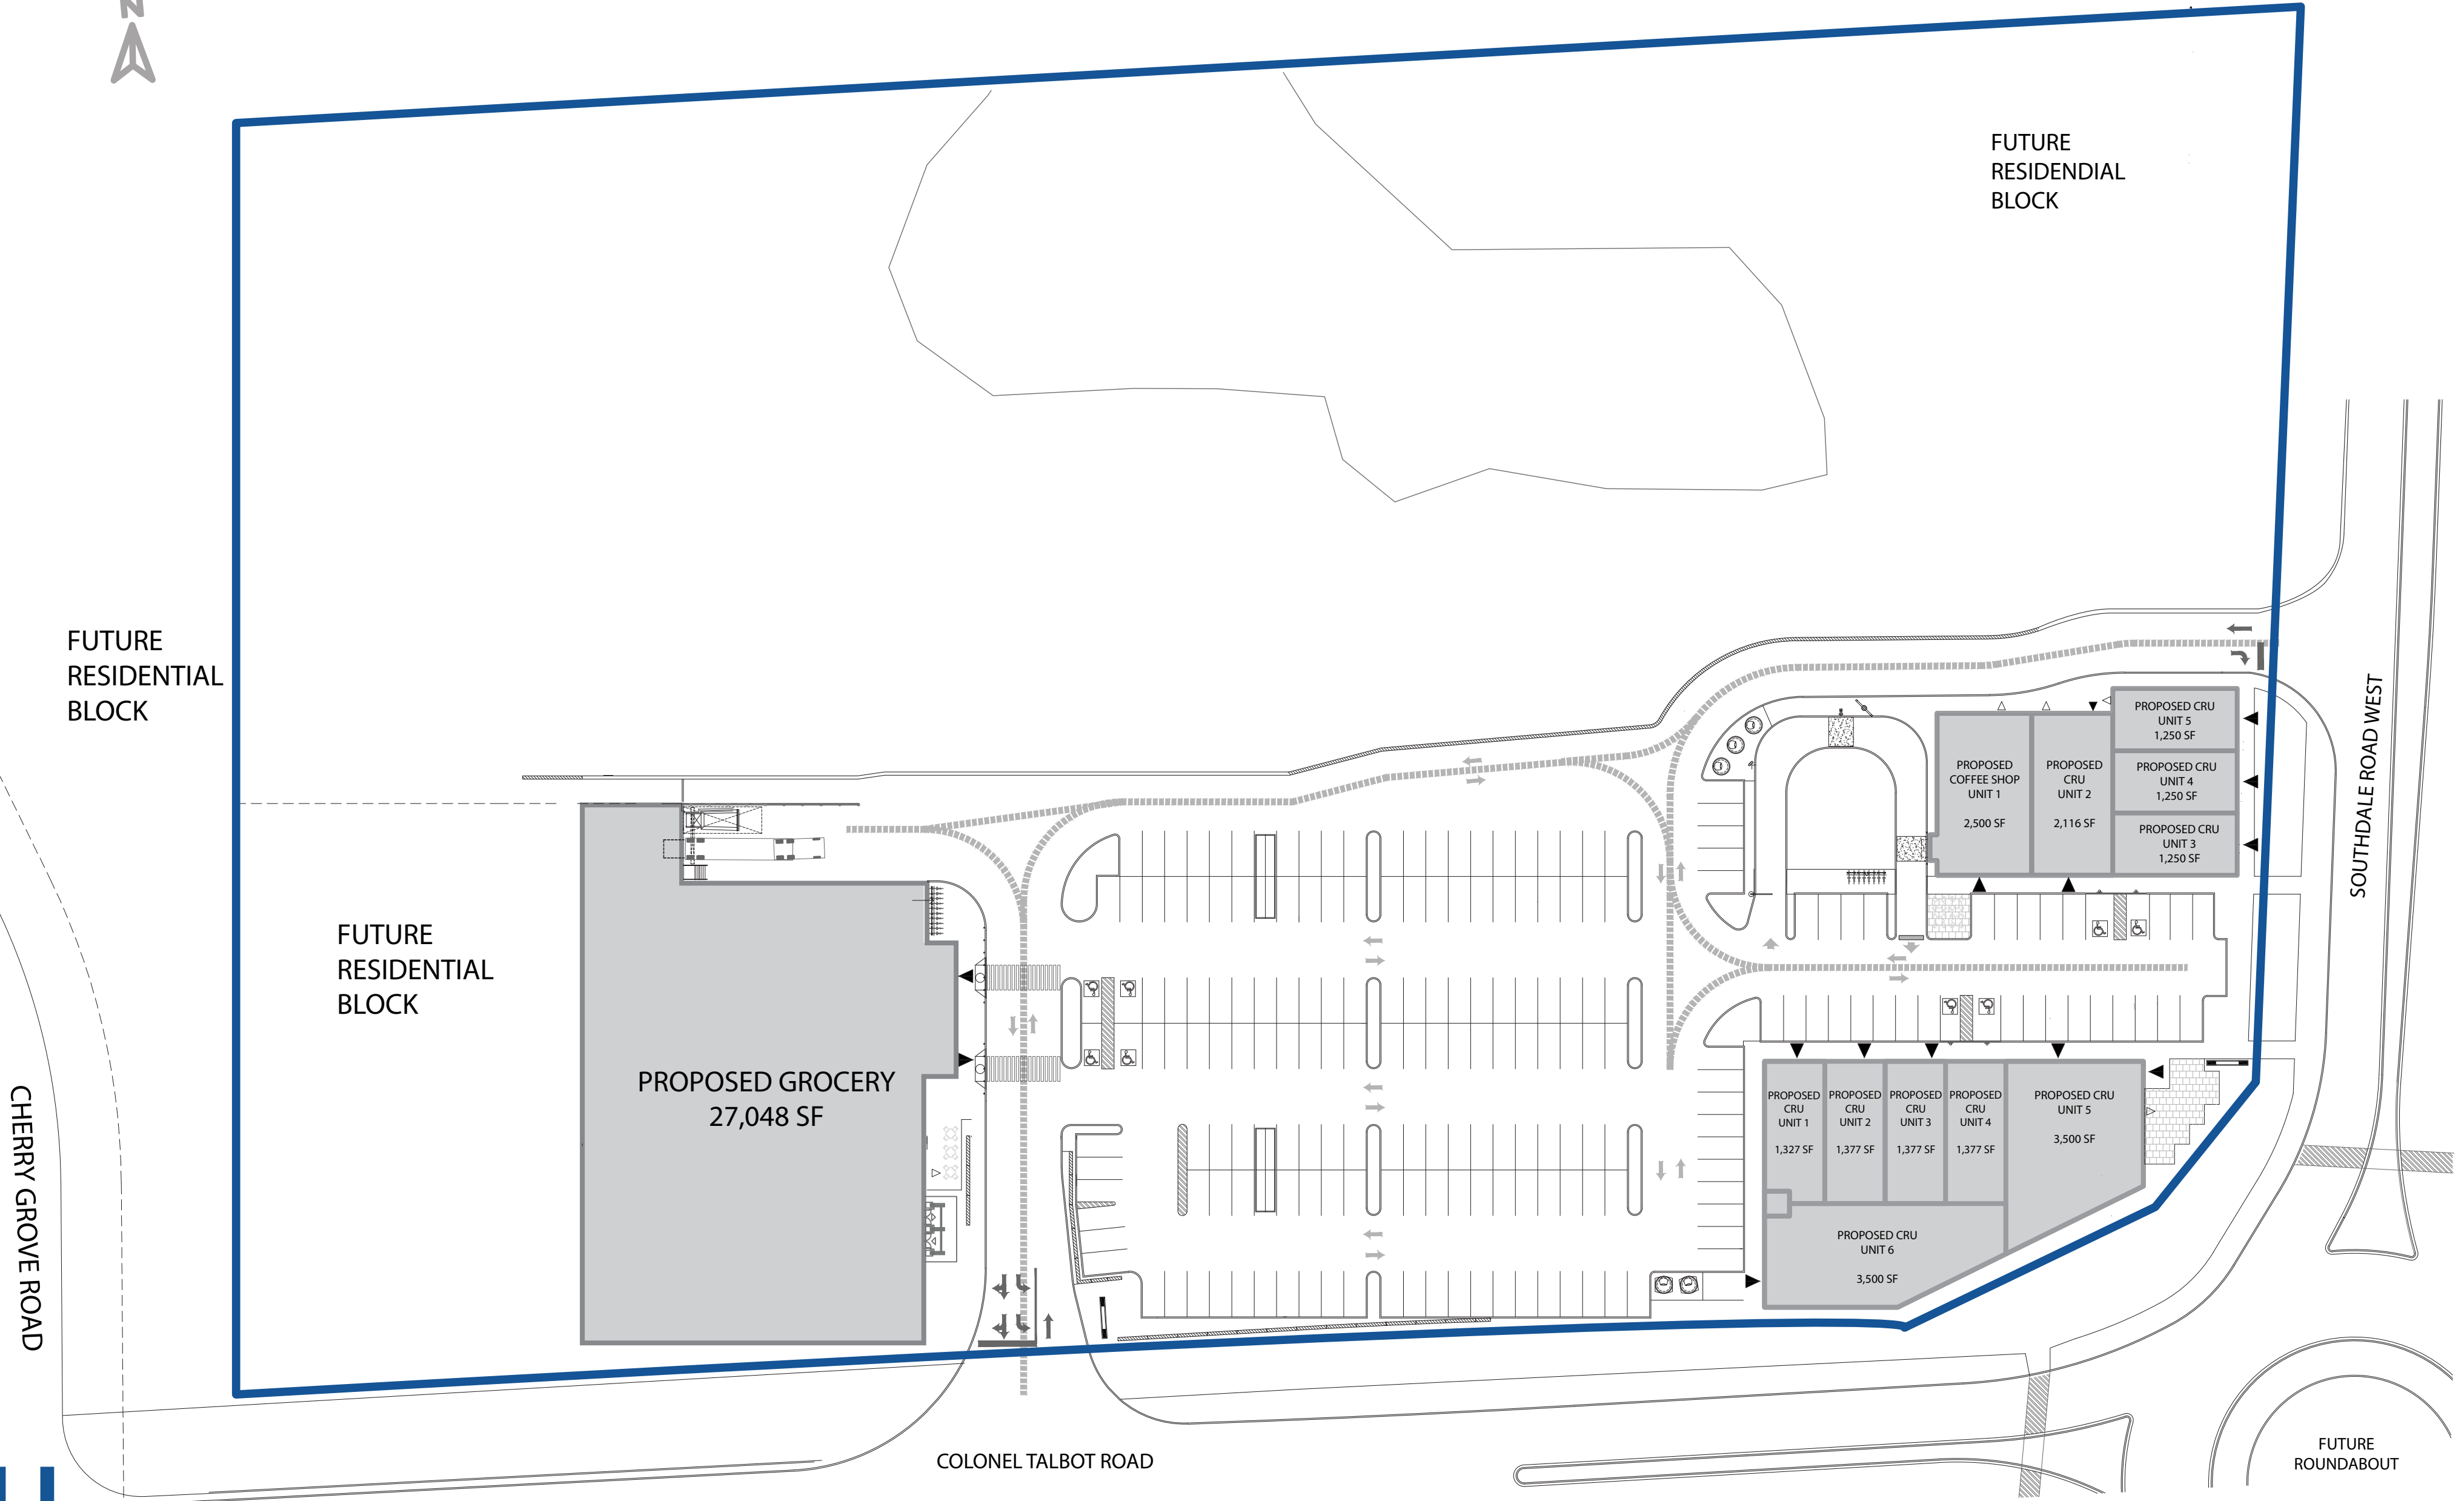 N
FUTURE
RESIDENDIAL
BLOCK
FUTURE
RESIDENTIAL
BLOCK
FUTURE
RESIDENTIAL
BLOCK
CHERRY GROVE ROAD
PROPOSED GROCERY
27,048 SF
PROPOSED
COFFEE SHOP
UNIT 1
2,500 SF
PROPOSED
CRU
UNIT 2
2,116 SF
PROPOSED CRU
UNIT 5
1,250 SF
PROPOSED CRU
UNIT 4
1,250 SF
PROPOSED CRU
UNIT 3
1,250 SF
SOUTHDALE ROAD WEST
PROPOSED
CRU
UNIT 1
1,327 SF
PROPOSED
CRU
UNIT 2
1,377 SF
PROPOSED
CRU
UNIT 3
1,377 SF
PROPOSED
CRU
UNIT 4
1,377 SF
PROPOSED CRU
UNIT 5
3,500 SF
PROPOSED CRU
UNIT 6
3,500 SF
COLONEL TALBOT ROAD
FUTURE
ROUNDABOUT